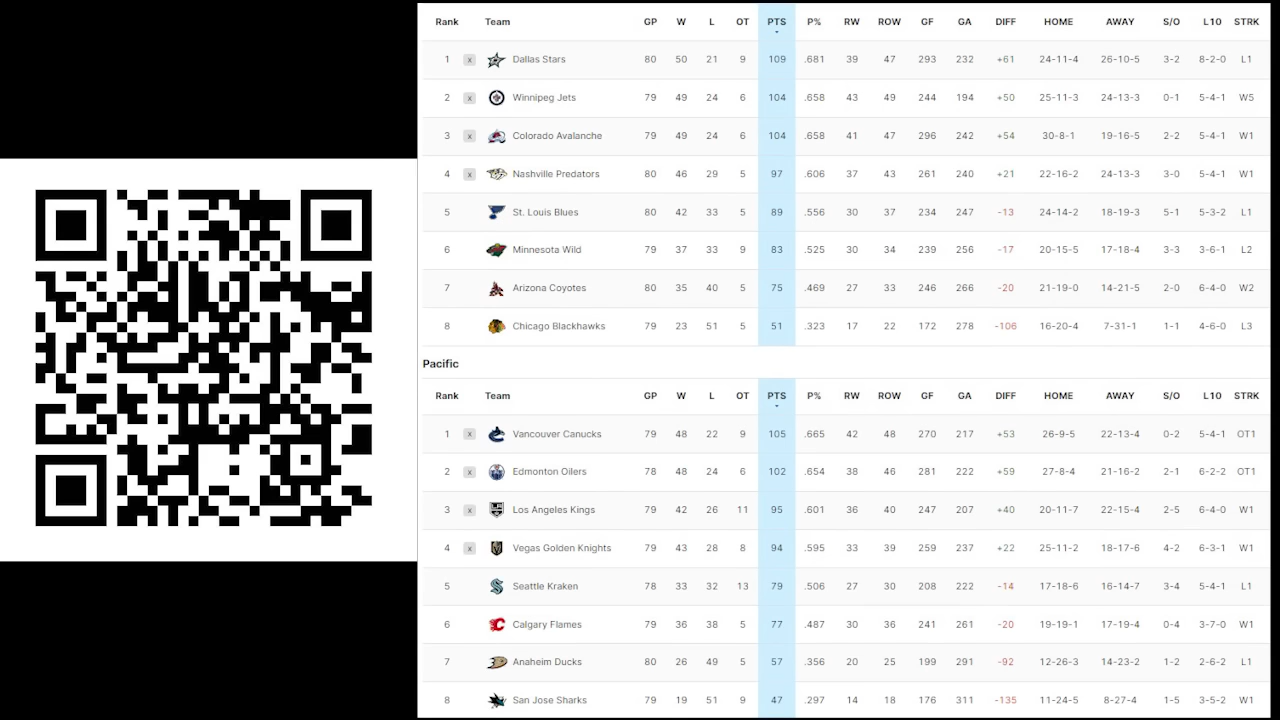 Rank Team GP W L OT PTS P% RW ROW GF GA DIFF HOME AWAY S/O L10 STRK
1 x Dallas Stars 80 50 21 9 109 .681 39 47 293 232 +61 24-11-4 26-10-5 3-2 8-2-0 L1
2 x Winnipeg Jets 79 49 24 6 104 .658 43 49 244 194 +50 25-11-3 24-13-3 0-1 5-4-1 W5
3 x Colorado Avalanche 79 49 24 6 104 .658 41 47 296 242 +54 30-8-1 19-16-5 2-2 5-4-1 W1
4 x Nashville Predators 80 46 29 5 97 .606 37 43 261 240 +21 22-16-2 24-13-3 3-0 5-4-1 W1
5 St. Louis Blues 80 42 33 5 89 .556 30 37 234 247 -13 24-14-2 18-19-3 5-1 5-3-2 L1
6 Minnesota Wild 79 37 33 9 83 .525 30 34 239 256 -17 20-15-5 17-18-4 3-3 3-6-1 L2
7 Arizona Coyotes 80 35 40 5 75 .469 27 33 246 266 -20 21-19-0 14-21-5 2-0 6-4-0 W2
8 Chicago Blackhawks 79 23 51 5 51 .323 17 22 172 278 -106 16-20-4 7-31-1 1-1 4-6-0 L3
Pacific
Rank Team GP W L OT PTS P% RW ROW GF GA DIFF HOME AWAY S/O L10 STRK
1 x Vancouver Canucks 79 48 22 9 105 .665 42 48 270 217 +53 26-9-5 22-13-4 0-2 5-4-1 OT1
2 x Edmonton Oilers 78 48 24 6 102 .654 38 46 281 222 +59 27-8-4 21-16-2 2-1 6-2-2 OT1
3 x Los Angeles Kings 79 42 26 11 95 .601 36 40 247 207 +40 20-11-7 22-15-4 2-5 6-4-0 W1
4 x Vegas Golden Knights 79 43 28 8 94 .595 33 39 259 237 +22 25-11-2 18-17-6 4-2 6-3-1 W1
5 Seattle Kraken 78 33 32 13 79 .506 27 30 208 222 -14 17-18-6 16-14-7 3-4 5-4-1 L1
6 Calgary Flames 79 36 38 5 77 .487 30 36 241 261 -20 19-19-1 17-19-4 0-4 3-7-0 W1
7 Anaheim Ducks 80 26 49 5 57 .356 20 25 199 291 -92 12-26-3 14-23-2 1-2 2-6-2 L1
8 San Jose Sharks 79 19 51 9 47 .297 14 18 176 311 -135 11-24-5 8-27-4 1-5 3-5-2 W1